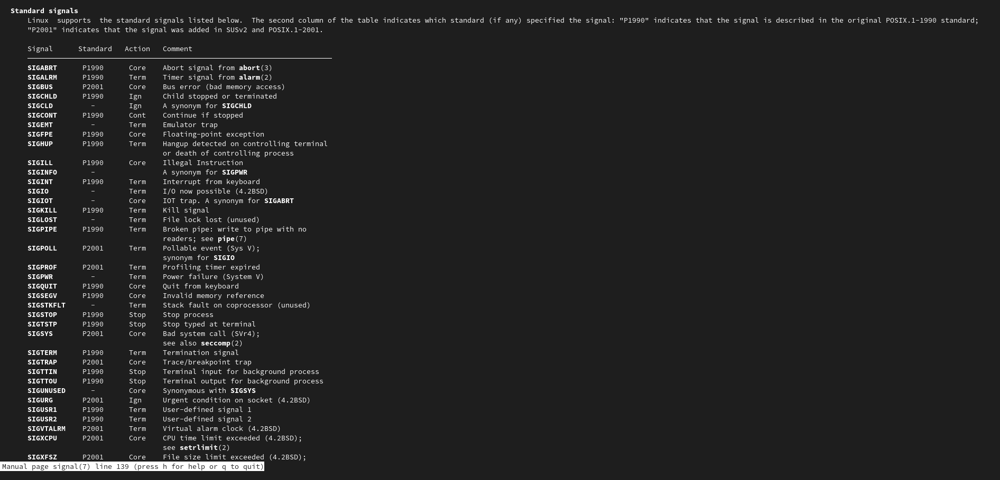 Standard signals
Linux  supports  the standard signals listed below.  The second column of the table indicates which standard (if any) specified the signal: "P1990" indicates that the signal is described in the original POSIX.1-1990 standard;
"P2001" indicates that the signal was added in SUSv2 and POSIX.1-2001.
Signal      Standard   Action   Comment
SIGABRT      P1990      Core    Abort signal from abort(3)
SIGALRM      P1990      Term    Timer signal from alarm(2)
SIGBUS       P2001      Core    Bus error (bad memory access)
SIGCHLD      P1990      Ign     Child stopped or terminated
SIGCLD         -        Ign     A synonym for SIGCHLD
SIGCONT      P1990      Cont    Continue if stopped
SIGEMT         -        Term    Emulator trap
SIGFPE       P1990      Core    Floating-point exception
SIGHUP       P1990      Term    Hangup detected on controlling terminal
                                or death of controlling process
SIGILL       P1990      Core    Illegal Instruction
SIGINFO        -                A synonym for SIGPWR
SIGINT       P1990      Term    Interrupt from keyboard
SIGIO          -        Term    I/O now possible (4.2BSD)
SIGIOT         -        Core    IOT trap. A synonym for SIGABRT
SIGKILL      P1990      Term    Kill signal
SIGLOST        -        Term    File lock lost (unused)
SIGPIPE      P1990      Term    Broken pipe: write to pipe with no
                                readers; see pipe(7)
SIGPOLL      P2001      Term    Pollable event (Sys V);
                                synonym for SIGIO
SIGPROF      P2001      Term    Profiling timer expired
SIGPWR         -        Term    Power failure (System V)
SIGQUIT      P1990      Core    Quit from keyboard
SIGSEGV      P1990      Core    Invalid memory reference
SIGSTKFLT      -        Term    Stack fault on coprocessor (unused)
SIGSTOP      P1990      Stop    Stop process
SIGTSTP      P1990      Stop    Stop typed at terminal
SIGSYS       P2001      Core    Bad system call (SVr4);
                                see also seccomp(2)
SIGTERM      P1990      Term    Termination signal
SIGTRAP      P2001      Core    Trace/breakpoint trap
SIGTTIN      P1990      Stop    Terminal input for background process
SIGTTOU      P1990      Stop    Terminal output for background process
SIGUNUSED      -        Core    Synonymous with SIGSYS
SIGURG       P2001      Ign     Urgent condition on socket (4.2BSD)
SIGUSR1      P1990      Term    User-defined signal 1
SIGUSR2      P1990      Term    User-defined signal 2
SIGVTALRM    P2001      Term    Virtual alarm clock (4.2BSD)
SIGXCPU      P2001      Core    CPU time limit exceeded (4.2BSD);
                                see setrlimit(2)
SIGXFSZ      P2001      Core    File size limit exceeded (4.2BSD);
Manual page signal(7) line 139 (press h for help or q to quit)